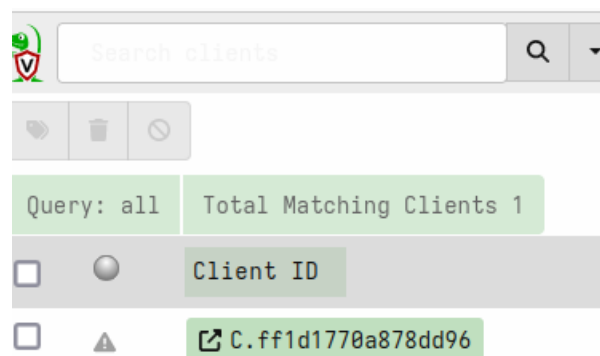 V
Search clients
Query: all
Total Matching Clients 1
Client ID
C.ff1d1770a878dd96